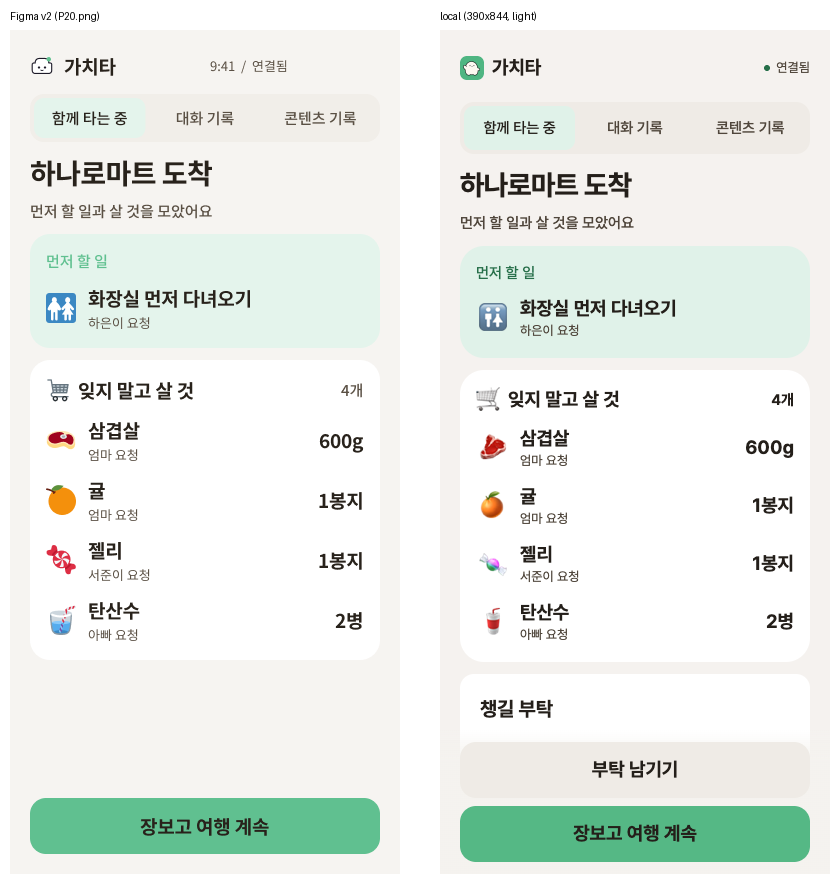 Figma v2 (P20.png)
가치타
9:41 / 연결됨
함께 타는 중
대화 기록
콘텐츠 기록
하나로마트 도착
먼저 할 일과 살 것을 모았어요
먼저 할 일
화장실 먼저 다녀오기
하은이 요청
잊지 말고 살 것
4개
삼겹살
엄마 요청
600g
귤
엄마 요청
1봉지
젤리
서준이 요청
1봉지
탄산수
아빠 요청
2병
장보고 여행 계속
local (390x844, light)
가치타
연결됨
함께 타는 중
대화 기록
콘텐츠 기록
하나로마트 도착
먼저 할 일과 살 것을 모았어요
먼저 할 일
화장실 먼저 다녀오기
하은이 요청
잊지 말고 살 것
4개
삼겹살
엄마 요청
600g
귤
엄마 요청
1봉지
젤리
서준이 요청
1봉지
탄산수
아빠 요청
2병
챙길 부탁
부탁 남기기
장보고 여행 계속